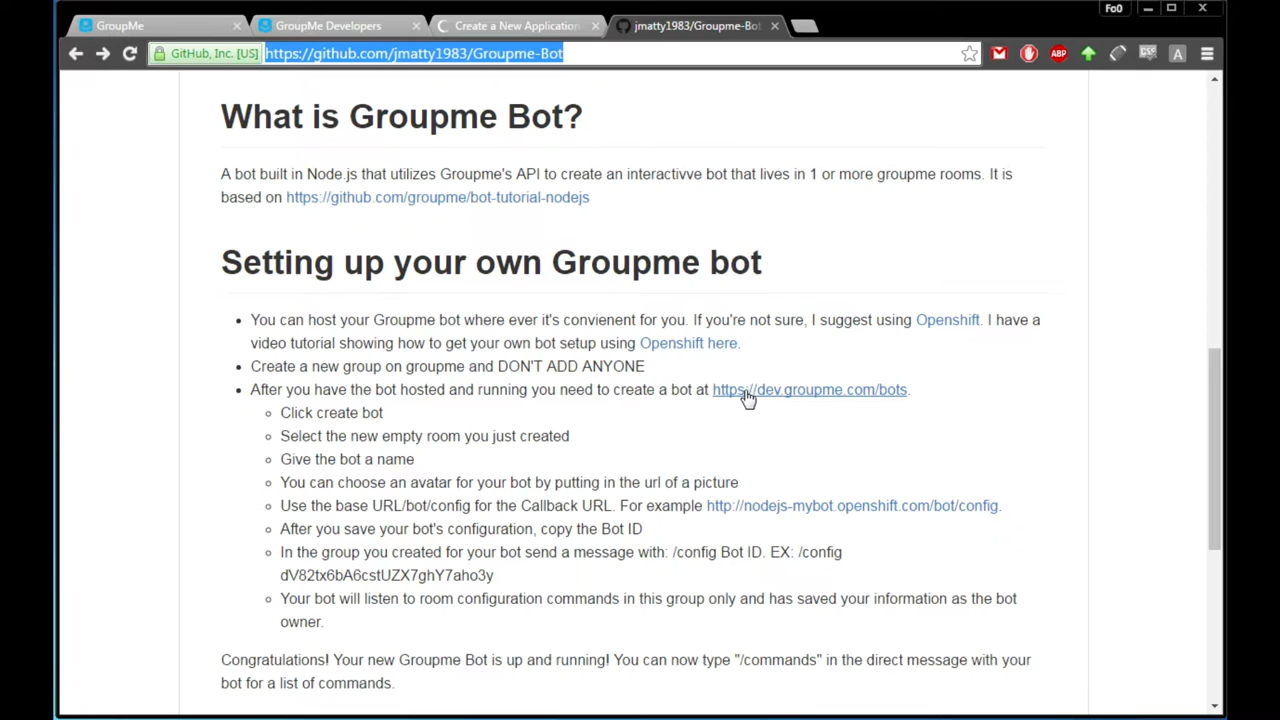 Fo0
GroupMe
GroupMe Developers
Create a New Application
jmatty1983/Groupme-Bot
GitHub, Inc. [US]
https://github.com/jmatty1983/Groupme-Bot
ABP
A
What is Groupme Bot?
A bot built in Node.js that utilizes Groupme's API to create an interactivve bot that lives in 1 or more groupme rooms. It is
based on https://github.com/groupme/bot-tutorial-nodejs
Setting up your own Groupme bot
You can host your Groupme bot where ever it's convienent for you. If you're not sure, I suggest using Openshift. I have a
video tutorial showing how to get your own bot setup using Openshift here.
Create a new group on groupme and DON'T ADD ANYONE
After you have the bot hosted and running you need to create a bot at https://dev.groupme.com/bots.
Click create bot
Select the new empty room you just created
Give the bot a name
You can choose an avatar for your bot by putting in the url of a picture
Use the base URL/bot/config for the Callback URL. For example http://nodejs-mybot.openshift.com/bot/config.
After you save your bot's configuration, copy the Bot ID
In the group you created for your bot send a message with: /config Bot ID. EX: /config
dV82tx6bA6cstUZX7ghY7aho3y
Your bot will listen to room configuration commands in this group only and has saved your information as the bot
owner.
Congratulations! Your new Groupme Bot is up and running! You can now type "/commands" in the direct message with your
bot for a list of commands.